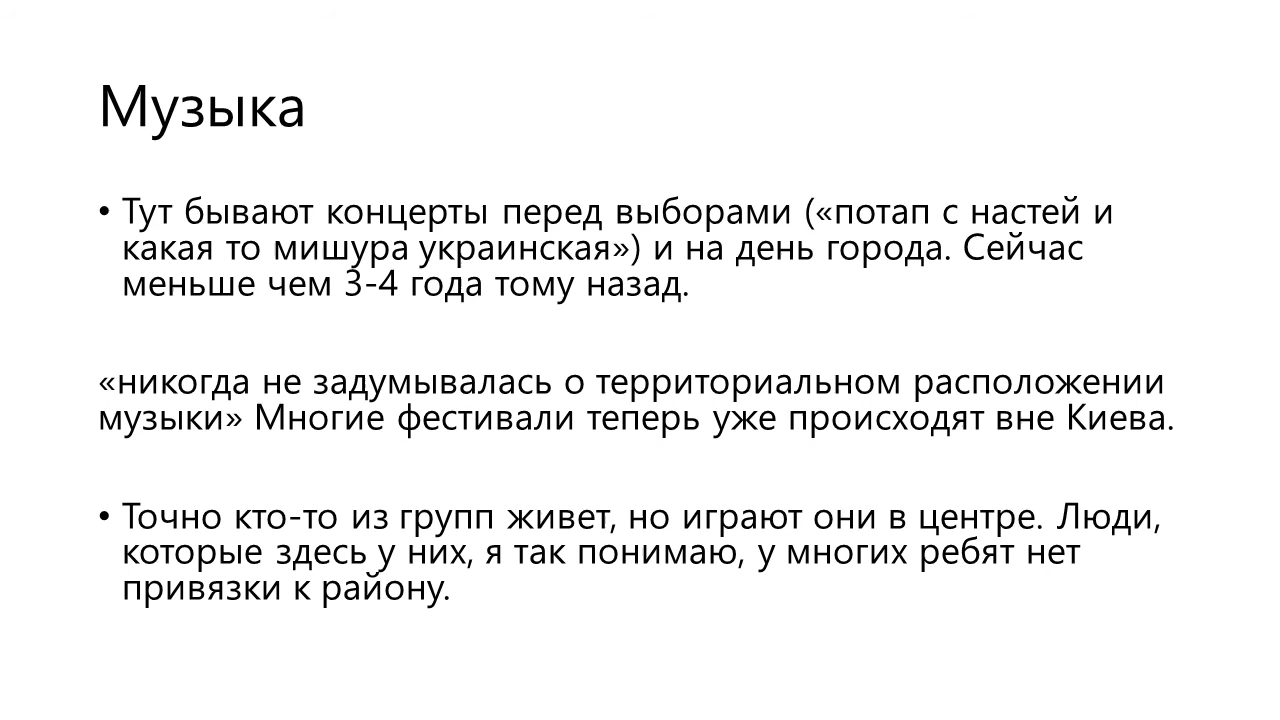 Музыка
• Тут бывают концерты перед выборами («потап с настей и
какая то мишура украинская») и на день города. Сейчас
меньше чем 3-4 года тому назад.
«никогда не задумывалась о территориальном расположении
музыки» Многие фестивали теперь уже происходят вне Киева.
• Точно кто-то из групп живет, но играют они в центре. Люди,
которые здесь у них, я так понимаю, у многих ребят нет
привязки к району.